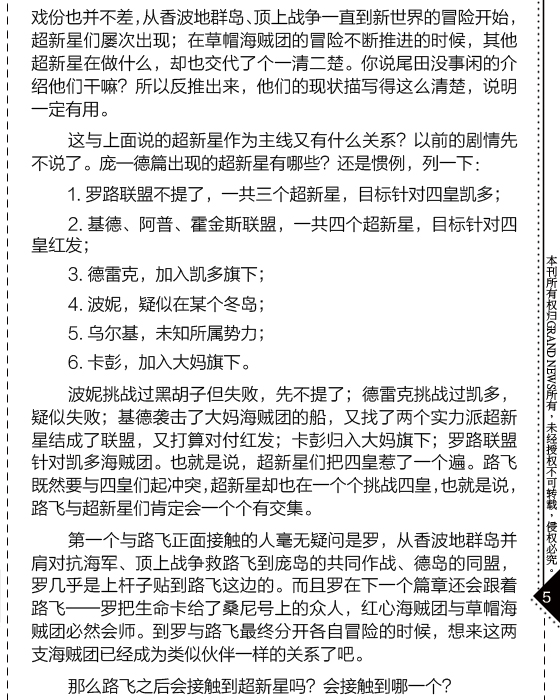 戏份也并不差，从香波地群岛、顶上战争一直到新世界的冒险开始，
超新星们屡次出现；在草帽海贼团的冒险不断推进的时候，其他
超新星在做什么，却也交代了个一清二楚。你说尾田没事闲的介
绍他们干嘛？所以反推出来，他们的现状描写得这么清楚，说明
一定有用。
这与上面说的超新星作为主线又有什么关系？以前的剧情先
不说了。庞一德篇出现的超新星有哪些？还是惯例，列一下：
1. 罗路联盟不提了，一共三个超新星，目标针对四皇凯多；
2. 基德、阿普、霍金斯联盟，一共四个超新星，目标针对四
皇红发；
3. 德雷克，加入凯多旗下；
4. 波妮，疑似在某个冬岛；
5. 乌尔基，未知所属势力；
6. 卡彭，加入大妈旗下。
波妮挑战过黑胡子但失败，先不提了；德雷克挑战过凯多，
疑似失败；基德袭击了大妈海贼团的船，又找了两个实力派超新
星结成了联盟，又打算对付红发；卡彭归入大妈旗下；罗路联盟
针对凯多海贼团。也就是说，超新星们把四皇惹了一个遍。路飞
既然要与四皇们起冲突，超新星却也在一个个挑战四皇，也就是说，
路飞与超新星们肯定会一个个有交集。
第一个与路飞正面接触的人毫无疑问是罗，从香波地群岛并
肩对抗海军、顶上战争救路飞到庞岛的共同作战、德岛的同盟，
罗几乎是上杆子贴到路飞这边的。而且罗在下一个篇章还会跟着
路飞——罗把生命卡给了桑尼号上的众人，红心海贼团与草帽海
贼团必然会师。到罗与路飞最终分开各自冒险的时候，想来这两
支海贼团已经成为类似伙伴一样的关系了吧。
那么路飞之后会接触到超新星吗？会接触到哪一个？
本刊所有权归GRAND NEWS所有，未经授权不可转载，侵权必究。
5